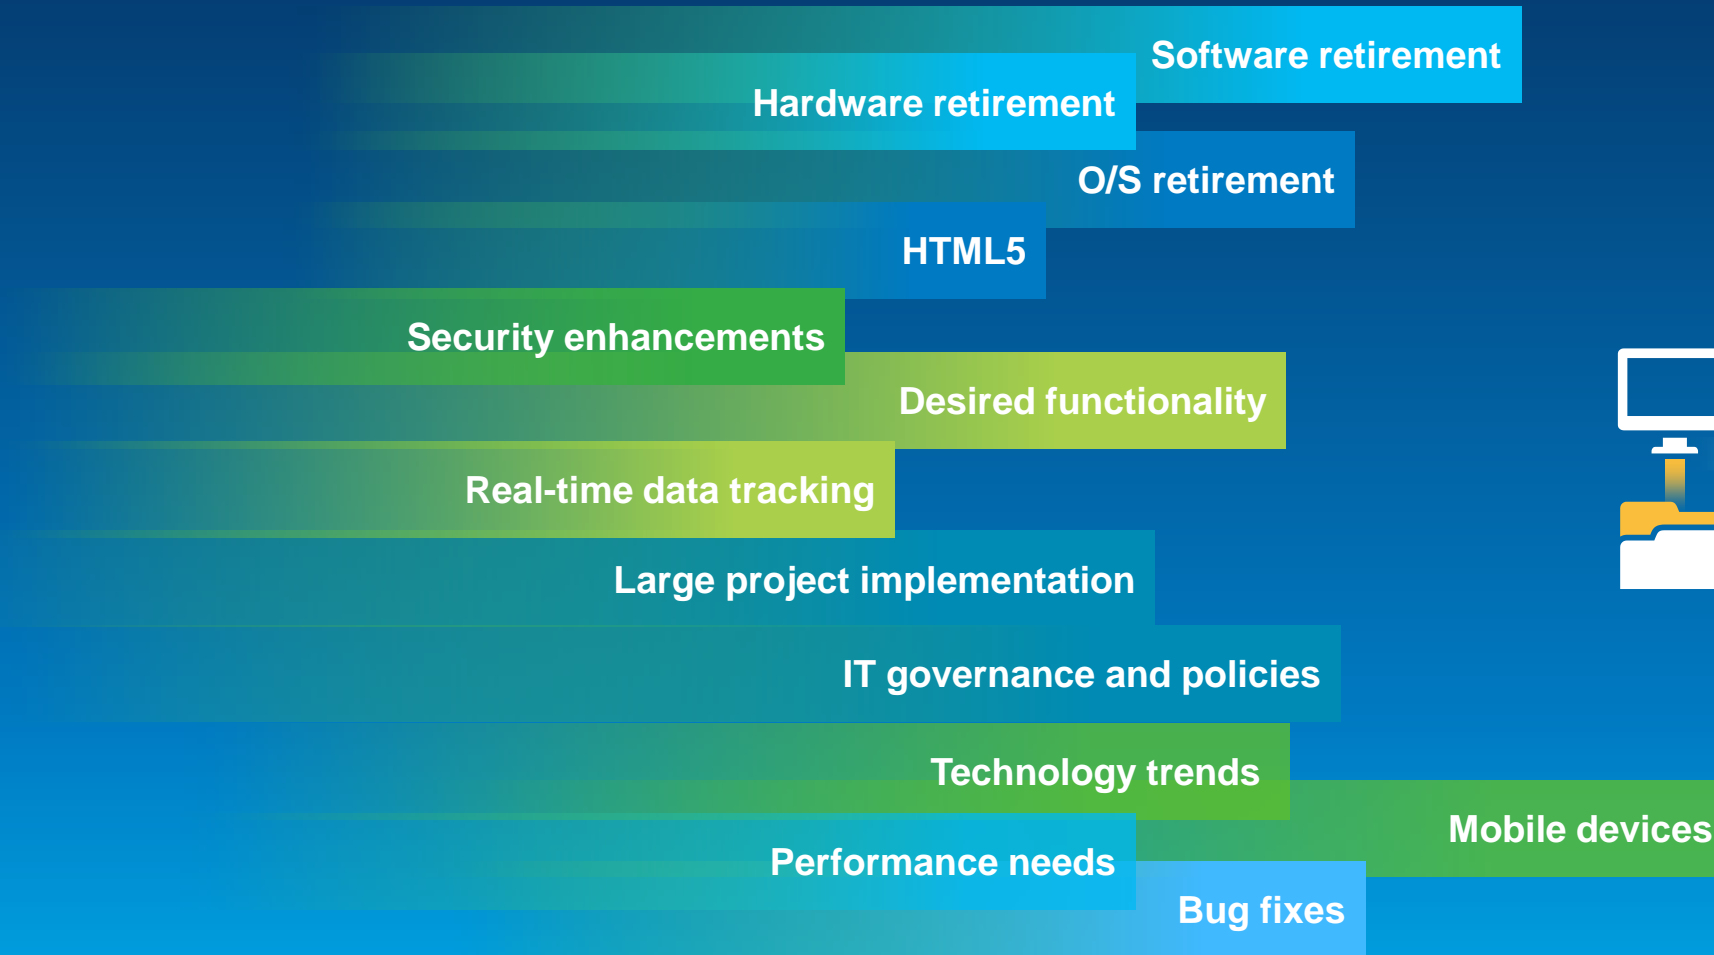 Software retirement
Hardware retirement
O/S retirement
HTML5
Security enhancements
Desired functionality
Real-time data tracking
Large project implementation
IT governance and policies
Technology trends
Mobile devices
Performance needs
Bug fixes